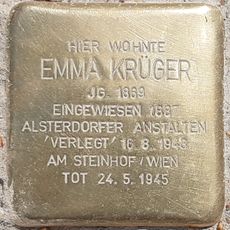 HIER WOHNTE
EMMA KRÜGER
JG. 1869
EINGEWIESEN 1887
ALSTERDORFER ANSTALTEN
'VERLEGT' 16.8.1943
AM STEINHOF / WIEN
TOT 24.5.1945